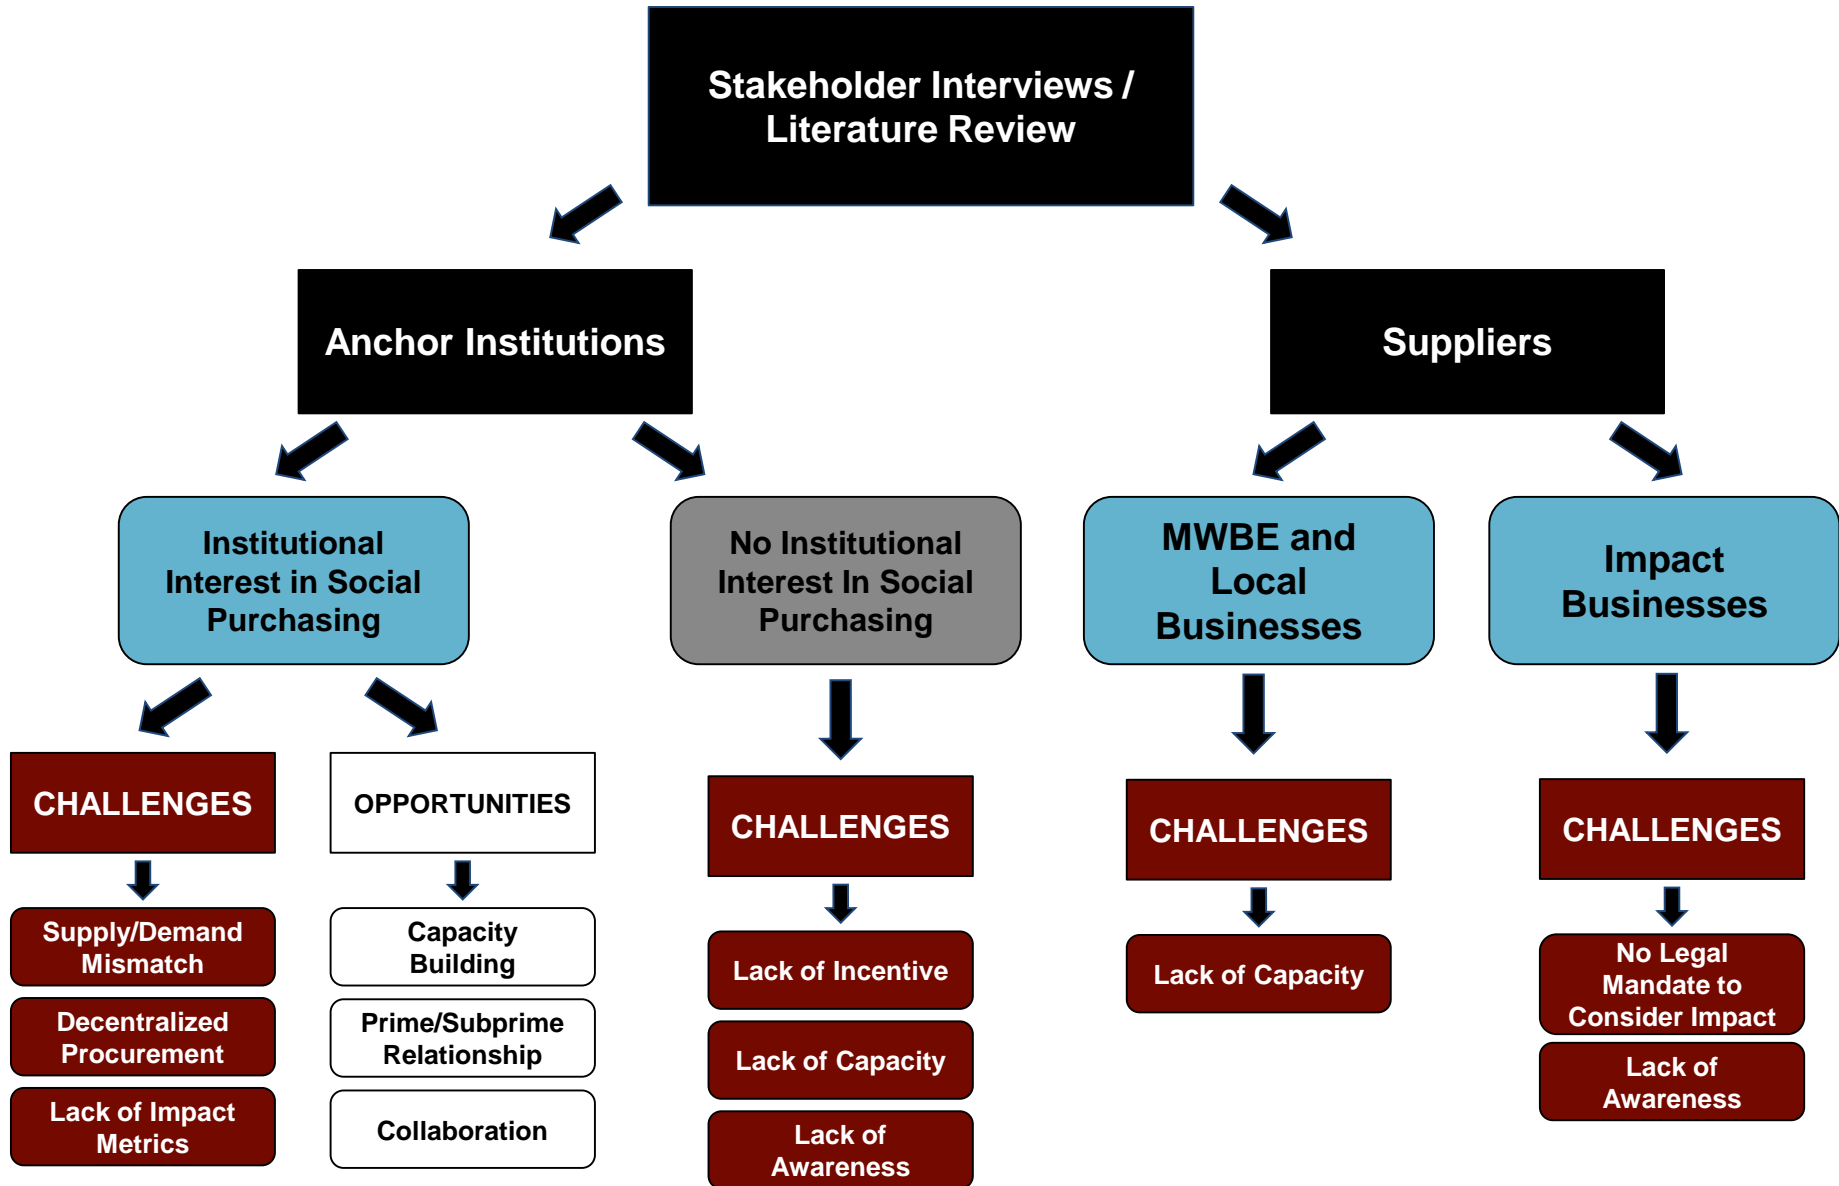 Stakeholder Interviews /
Literature Review
Anchor Institutions
Suppliers
Institutional
Interest in Social
Purchasing
No Institutional
Interest In Social
Purchasing
MWBE and
Local
Businesses
Impact
Businesses
CHALLENGES
OPPORTUNITIES
CHALLENGES
CHALLENGES
CHALLENGES
Supply/Demand
Mismatch
Decentralized
Procurement
Lack of Impact
Metrics
Capacity
Building
Prime/Subprime
Relationship
Collaboration
Lack of Incentive
Lack of Capacity
Lack of
Awareness
Lack of Capacity
No Legal
Mandate to
Consider Impact
Lack of
Awareness